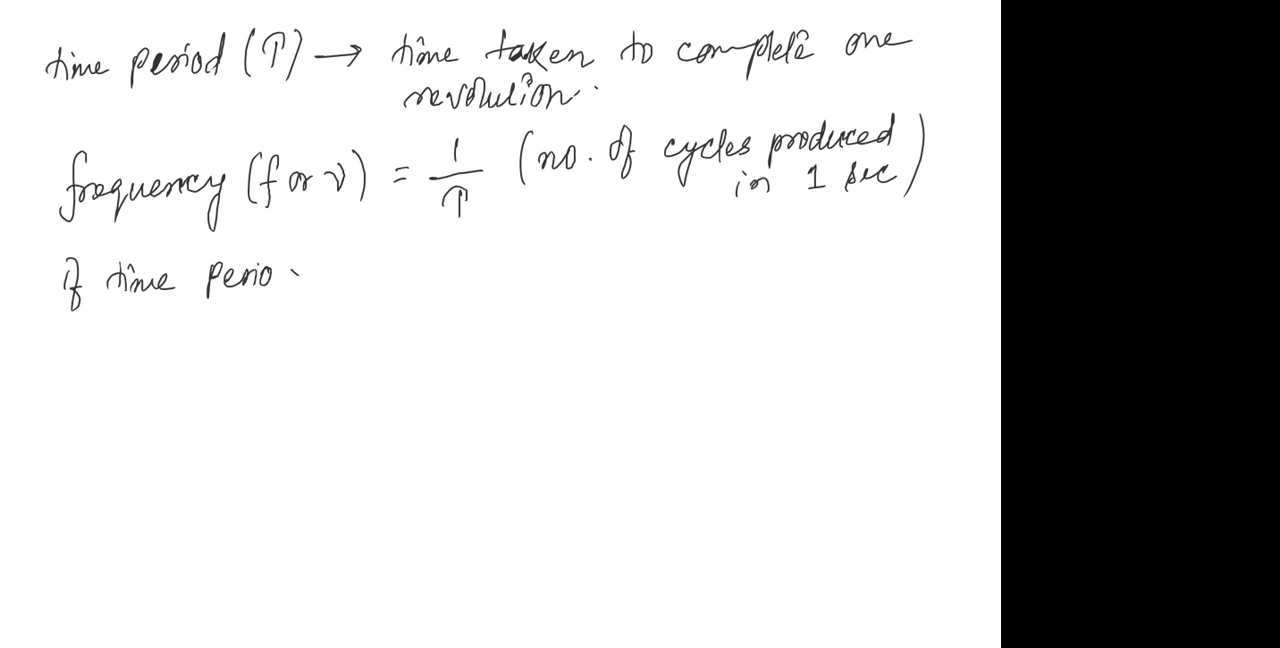 time period (T) → time taken to complete one
revolution.
frequency (f or ν) = 1/T (no. of cycles produced
in 1 sec)
if time perio